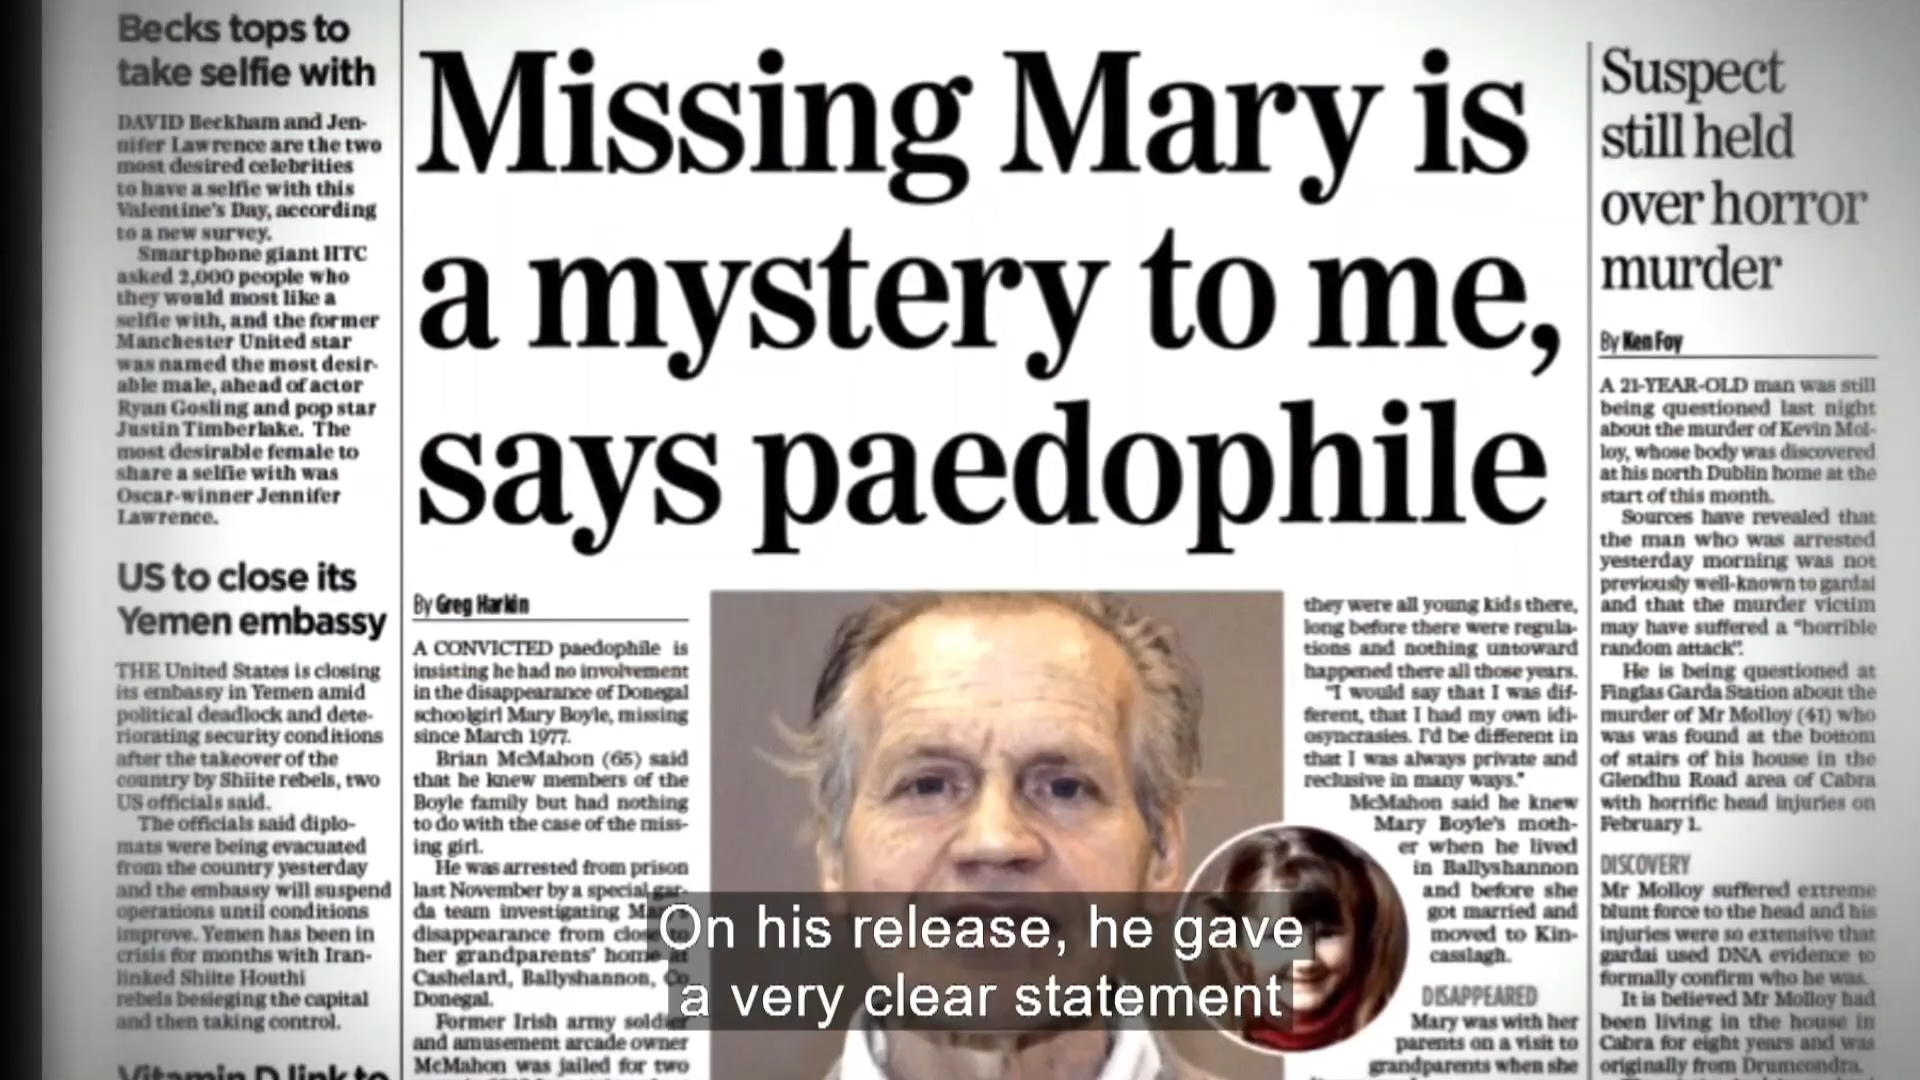 Becks tops to
take selfie with
DAVID Beckham and Jen-
nifer Lawrence are the two
most desired celebrities
to have a selfie with this
Valentine's Day, according
to a new survey.
Smartphone giant HTC
asked 2,000 people who
they would most like a
selfie with, and the former
Manchester United star
was named the most desir-
able male, ahead of actor
Ryan Gosling and pop star
Justin Timberlake. The
most desirable female to
share a selfie with was
Oscar-winner Jennifer
Lawrence.
US to close its
Yemen embassy
THE United States is closing
its embassy in Yemen amid
political deadlock and dete-
riorating security conditions
after the takeover of the
country by Shiite rebels, two
US officials said.
The officials said diplo-
mats were being evacuated
from the country yesterday
and the embassy will suspend
operations until conditions
improve. Yemen has been in
crisis for months with Iran-
linked Shiite Houthi
rebels besieging the capital
and then taking control.
Vitamin D link to
Missing Mary is
a mystery to me,
says paedophile
By Greg Harkin
A CONVICTED paedophile is
insisting he had no involvement
in the disappearance of Donegal
schoolgirl Mary Boyle, missing
since March 1977.
Brian McMahon (65) said
that he knew members of the
Boyle family but had nothing
to do with the case of the miss-
ing girl.
He was arrested from prison
last November by a special gar-
da team investigating
disappearance from
her grandparents' home at
Cashelard, Ballyshannon, Co
Donegal.
Former Irish army soldier
and amusement arcade owner
McMahon was jailed for two
they were all young kids there,
long before there were regula-
tions and nothing untoward
happened there all those years.
"I would say that I was dif-
ferent, that I had my own idi-
osyncrasies. I'd be different in
that I was always private and
reclusive in many ways."
McMahon said he knew
Mary Boyle's moth-
er when he lived
in Ballyshannon
and before she
got married and
moved to Kin-
casslagh.
DISAPPEARED
Mary was with her
parents on a visit to
grandparents when she
Suspect
still held
over horror
murder
By Ken Foy
A 21-YEAR-OLD man was still
being questioned last night
about the murder of Kevin Mol-
loy, whose body was discovered
at his north Dublin home at the
start of this month.
Sources have revealed that
the man who was arrested
yesterday morning was not
previously well-known to gardai
and that the murder victim
may have suffered a "horrible
random attack".
He is being questioned at
Finglas Garda Station about the
murder of Mr Molloy (41) who
was was found at the bottom
of stairs of his house in the
Glendhu Road area of Cabra
with horrific head injuries on
February 1.
DISCOVERY
Mr Molloy suffered extreme
blunt force to the head and his
injuries were so extensive that
gardai used DNA evidence to
formally confirm who he was.
It is believed Mr Molloy had
been living in the house in
Cabra for eight years and was
originally from Drumcondra.
On his release, he gave
a very clear statement